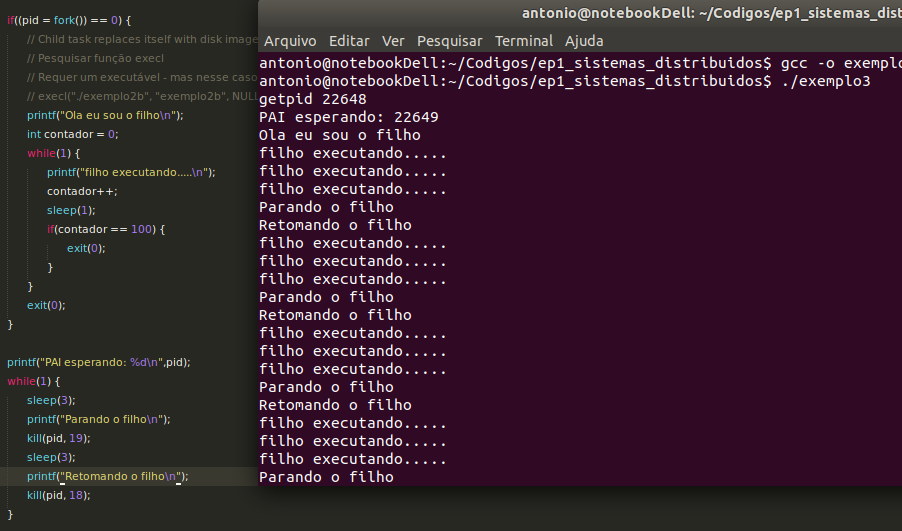 if((pid = fork()) == 0) {
// Child task replaces itself with disk image
// Pesquisar função execl
// Requer um executável - mas nesse caso
// execl("./exemplo2b", "exemplo2b", NULL
printf("Ola eu sou o filho\n");
int contador = 0;
while(1) {
printf("filho executando.....\n");
contador++;
sleep(1);
if(contador == 100) {
exit(0);
}
}
exit(0);
}
printf("PAI esperando: %d\n",pid);
while(1) {
sleep(3);
printf("Parando o filho\n");
kill(pid, 19);
sleep(3);
printf("Retomando o filho\n");
kill(pid, 18);
}
antonio@notebookDell: ~/Codigos/ep1_sistemas_dist
Arquivo Editar Ver Pesquisar Terminal Ajuda
antonio@notebookDell:~/Codigos/ep1_sistemas_distribuidos$ gcc -o exemplo
antonio@notebookDell:~/Codigos/ep1_sistemas_distribuidos$ ./exemplo3
getpid 22648
PAI esperando: 22649
Ola eu sou o filho
filho executando.....
filho executando.....
filho executando.....
Parando o filho
Retomando o filho
filho executando.....
filho executando.....
filho executando.....
Parando o filho
Retomando o filho
filho executando.....
filho executando.....
filho executando.....
Parando o filho
Retomando o filho
filho executando.....
filho executando.....
filho executando.....
Parando o filho